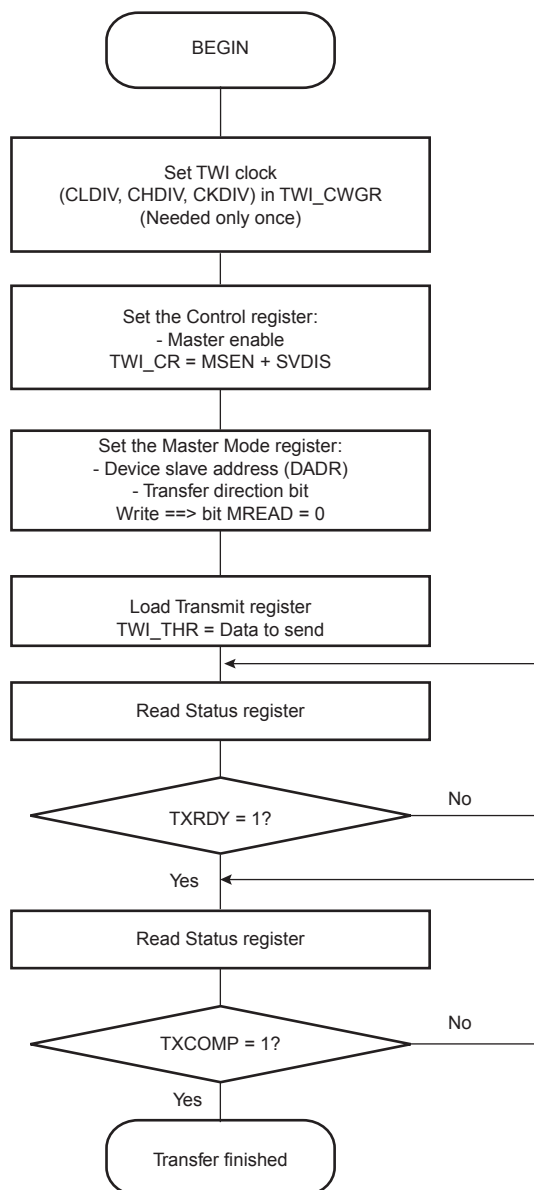 BEGIN
Set TWI clock
(CLDIV, CHDIV, CKDIV) in TWI_CWGR
(Needed only once)
Set the Control register:
- Master enable
TWI_CR = MSEN + SVDIS
Set the Master Mode register:
- Device slave address (DADR)
- Transfer direction bit
Write ==> bit MREAD = 0
Load Transmit register
TWI_THR = Data to send
Read Status register
No
TXRDY = 1?
Yes
Read Status register
No
TXCOMP = 1?
Yes
Transfer finished